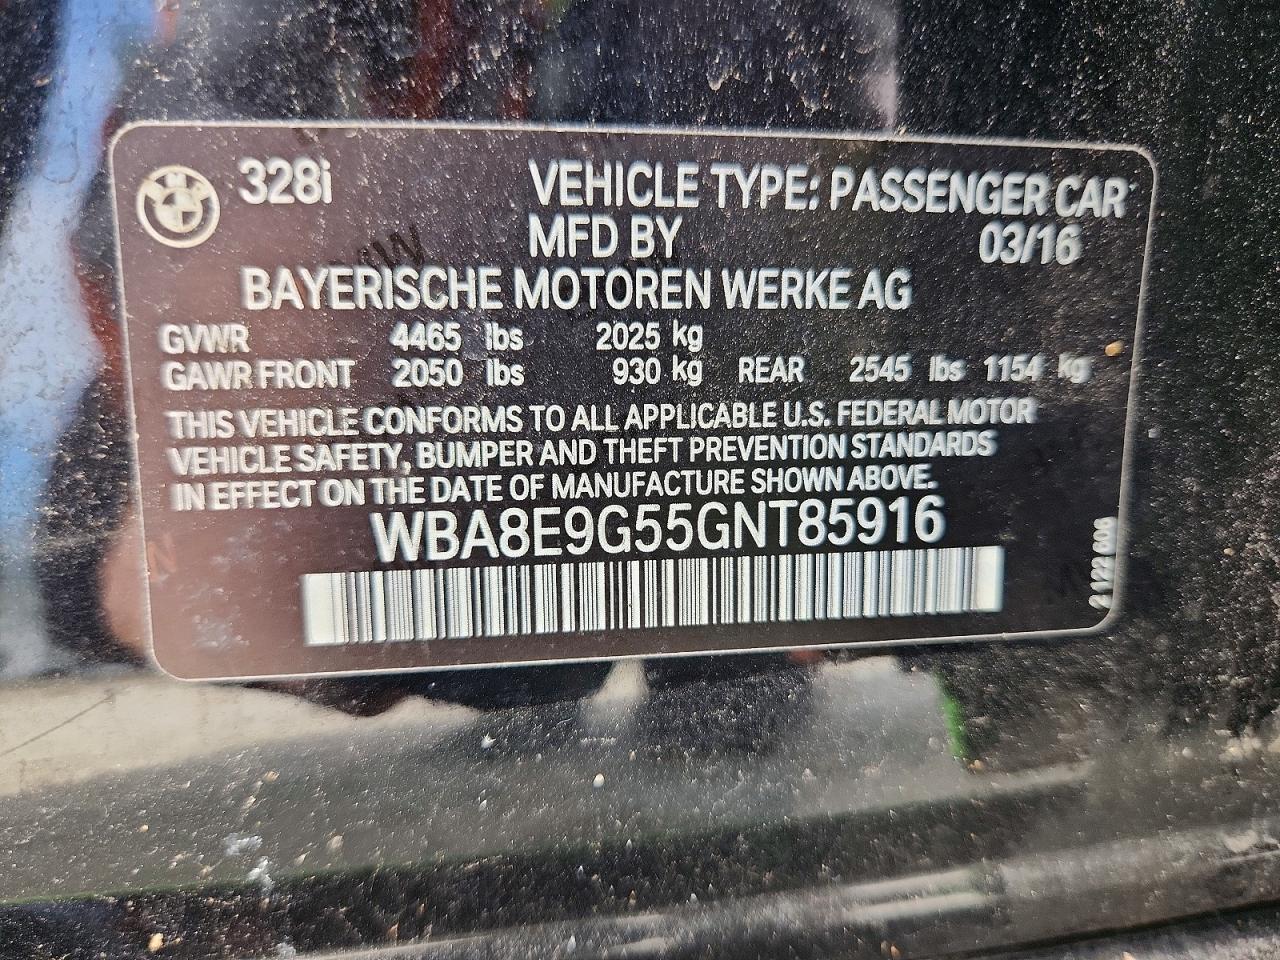 BMW 328i VEHICLE TYPE: PASSENGER CAR
MFD BY 03/16
BAYERISCHE MOTOREN WERKE AG
GVWR 4465 lbs 2025 kg
GAWR FRONT 2050 lbs 930 kg REAR 2545 lbs 1154 kg
THIS VEHICLE CONFORMS TO ALL APPLICABLE U.S. FEDERAL MOTOR
VEHICLE SAFETY, BUMPER AND THEFT PREVENTION STANDARDS
IN EFFECT ON THE DATE OF MANUFACTURE SHOWN ABOVE.
WBA8E9G55GNT85916